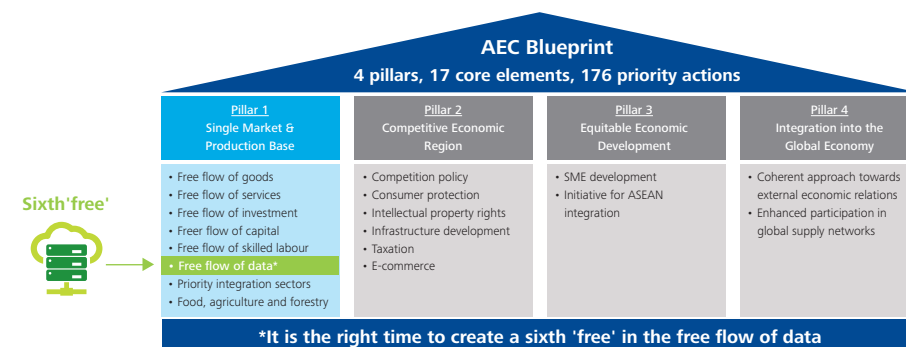 AEC Blueprint
4 pillars, 17 core elements, 176 priority actions
Pillar 1
Single Market &
Production Base
Pillar 2
Competitive Economic
Region
Pillar 3
Equitable Economic
Development
Pillar 4
Integration into the
Global Economy
Sixth'free'
• Free flow of goods
• Free flow of services
• Free flow of investment
• Freer flow of capital
• Free flow of skilled labour
• Free flow of data*
• Priority integration sectors
• Food, agriculture and forestry
• Competition policy
• Consumer protection
• Intellectual property rights
• Infrastructure development
• Taxation
• E-commerce
• SME development
• Initiative for ASEAN
integration
• Coherent approach towards
external economic relations
• Enhanced participation in
global supply networks
*It is the right time to create a sixth 'free' in the free flow of data